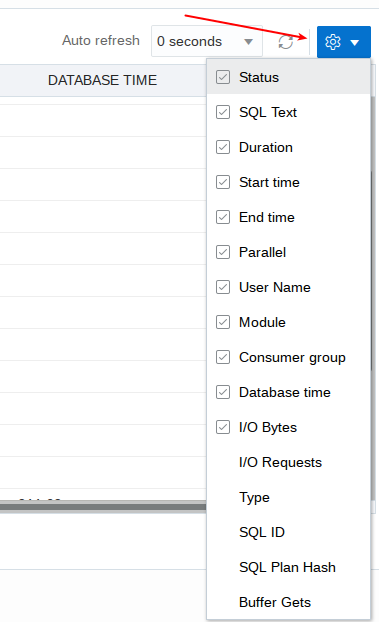 Auto refresh 0 seconds
DATABASE TIME
Status
SQL Text
Duration
Start time
End time
Parallel
User Name
Module
Consumer group
Database time
I/O Bytes
I/O Requests
Type
SQL ID
SQL Plan Hash
Buffer Gets